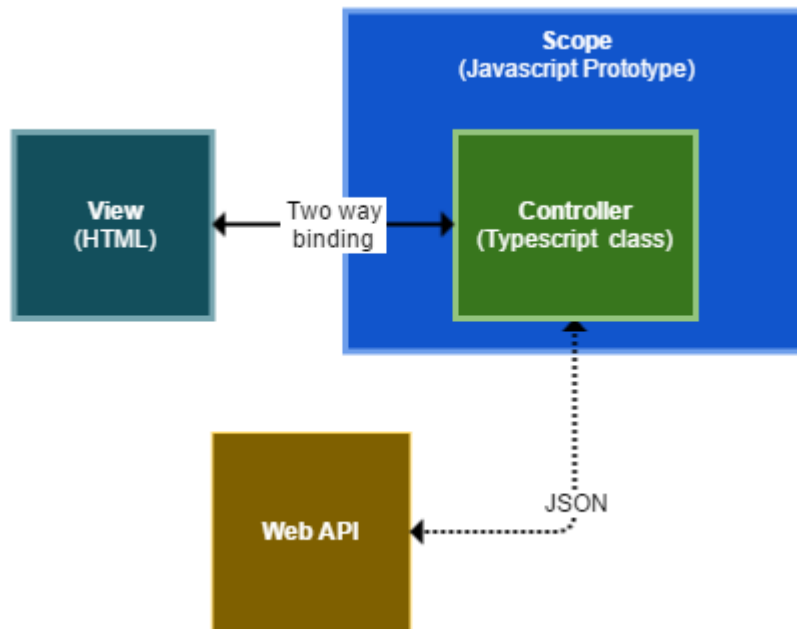 Scope
(Javascript Prototype)
View
(HTML)
Two way
binding
Controller
(Typescript class)
JSON
Web API